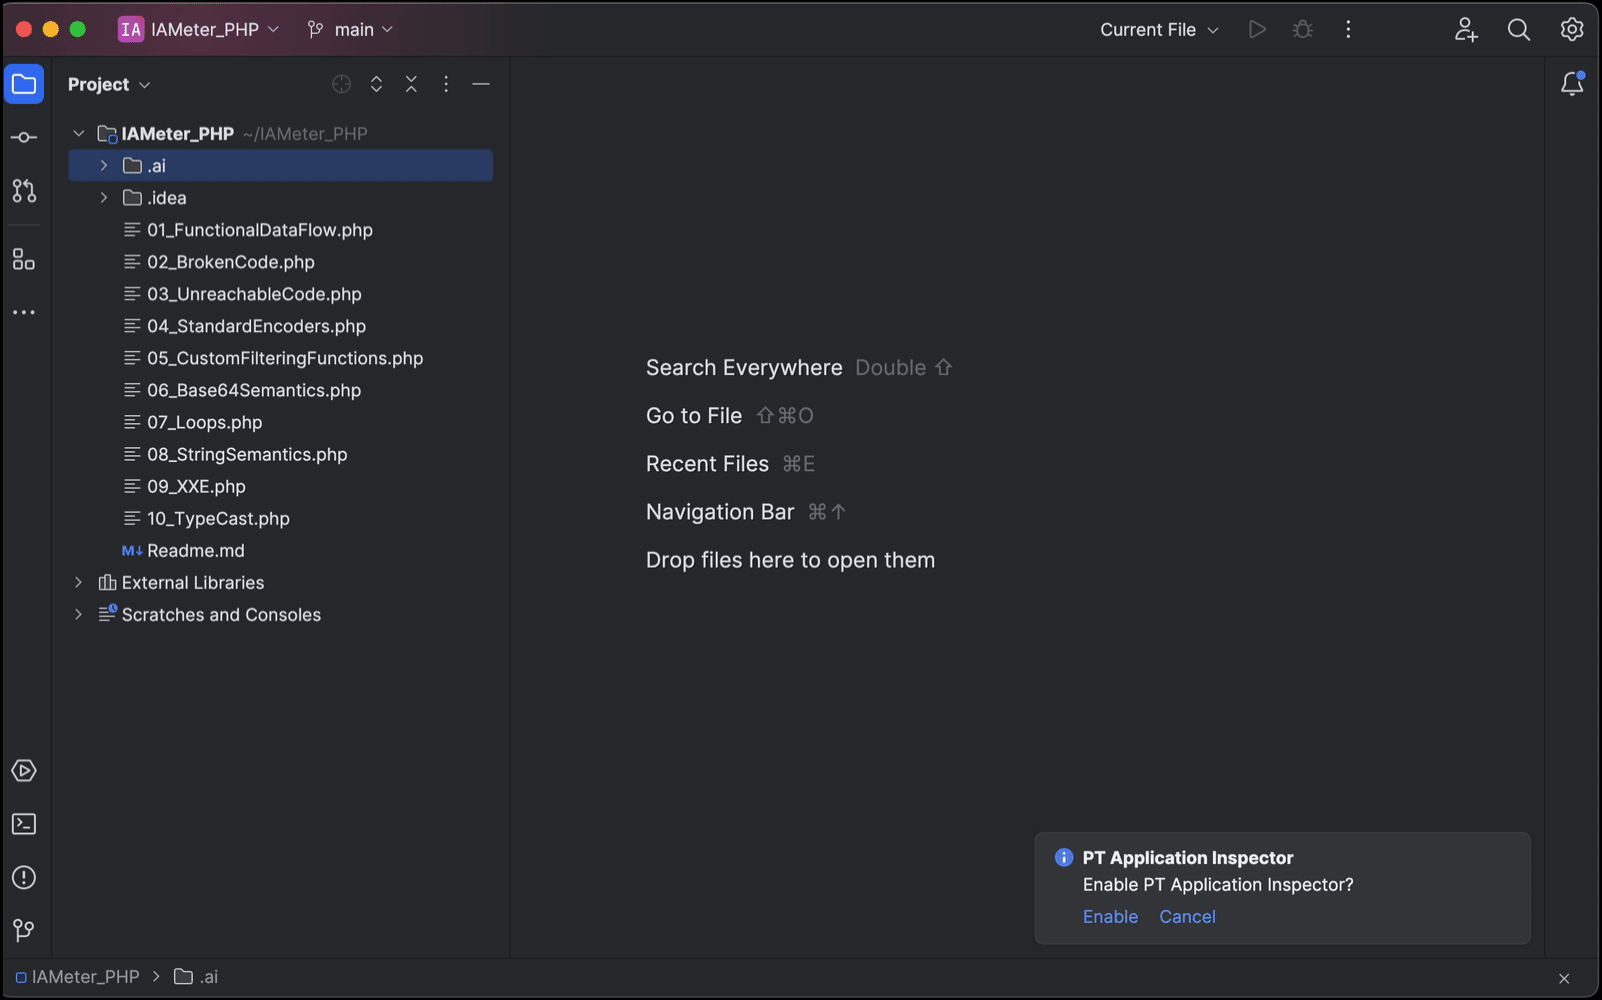 IA IAMeter_PHP main Current File
Project
IAMeter_PHP ~/IAMeter_PHP
.ai
.idea
01_FunctionalDataFlow.php
02_BrokenCode.php
03_UnreachableCode.php
04_StandardEncoders.php
05_CustomFilteringFunctions.php
06_Base64Semantics.php
07_Loops.php
08_StringSemantics.php
09_XXE.php
10_TypeCast.php
M↓ Readme.md
External Libraries
Scratches and Consoles
Search Everywhere Double ⇧
Go to File ⇧⌘O
Recent Files ⌘E
Navigation Bar ⌘↑
Drop files here to open them
PT Application Inspector
Enable PT Application Inspector?
Enable Cancel
IAMeter_PHP > .ai